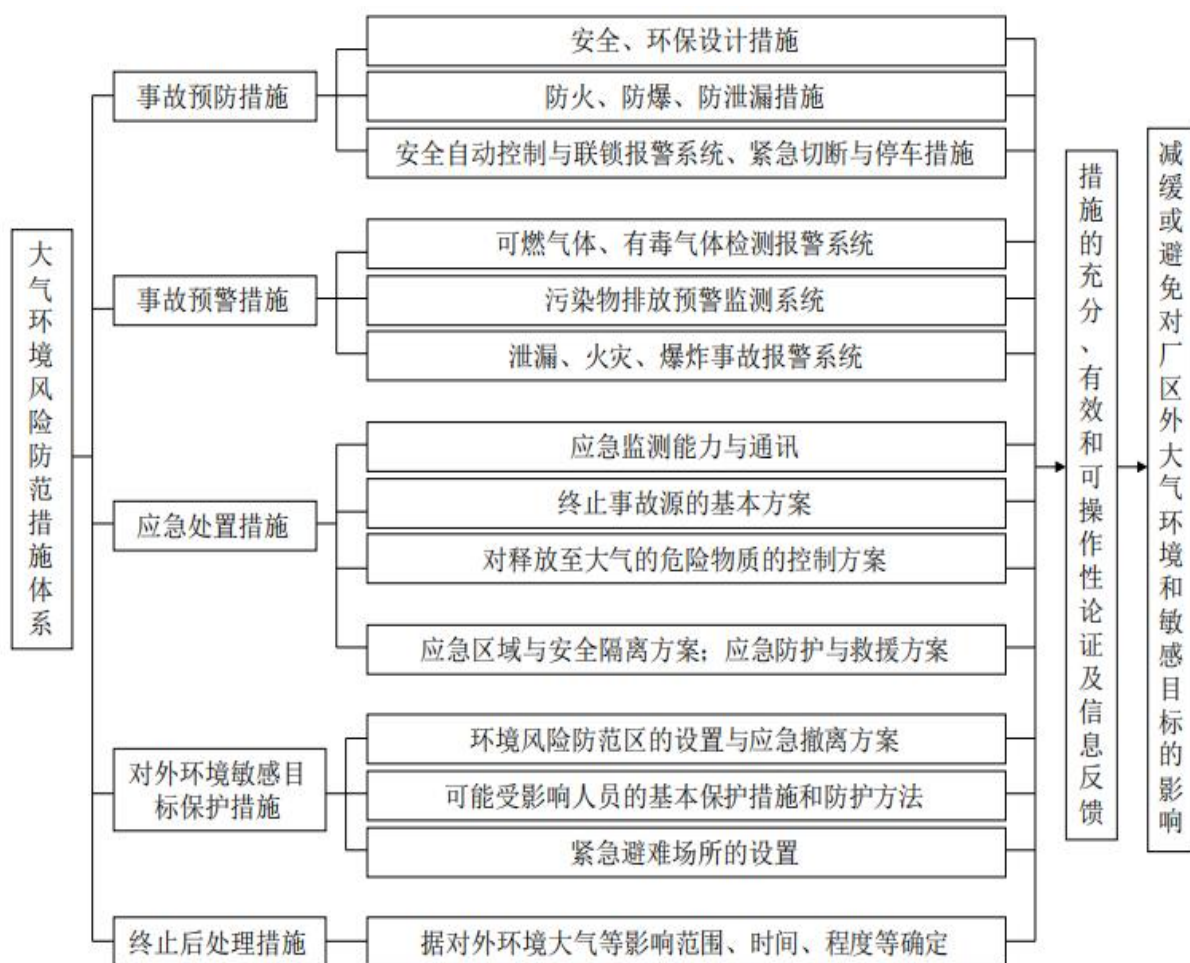 大气环境风险防范措施体系
事故预防措施
安全、环保设计措施
防火、防爆、防泄漏措施
安全自动控制与联锁报警系统、紧急切断与停车措施
事故预警措施
可燃气体、有毒气体检测报警系统
污染物排放预警监测系统
泄漏、火灾、爆炸事故报警系统
应急处置措施
应急监测能力与通讯
终止事故源的基本方案
对释放至大气的危险物质的控制方案
应急区域与安全隔离方案；应急防护与救援方案
对外环境敏感目
标保护措施
环境风险防范区的设置与应急撤离方案
可能受影响人员的基本保护措施和防护方法
紧急避难场所的设置
终止后处理措施
据对外环境大气等影响范围、时间、程度等确定
措施的充分、有效和可操作性论证及信息反馈
减缓或避免对厂区外大气环境和敏感目标的影响